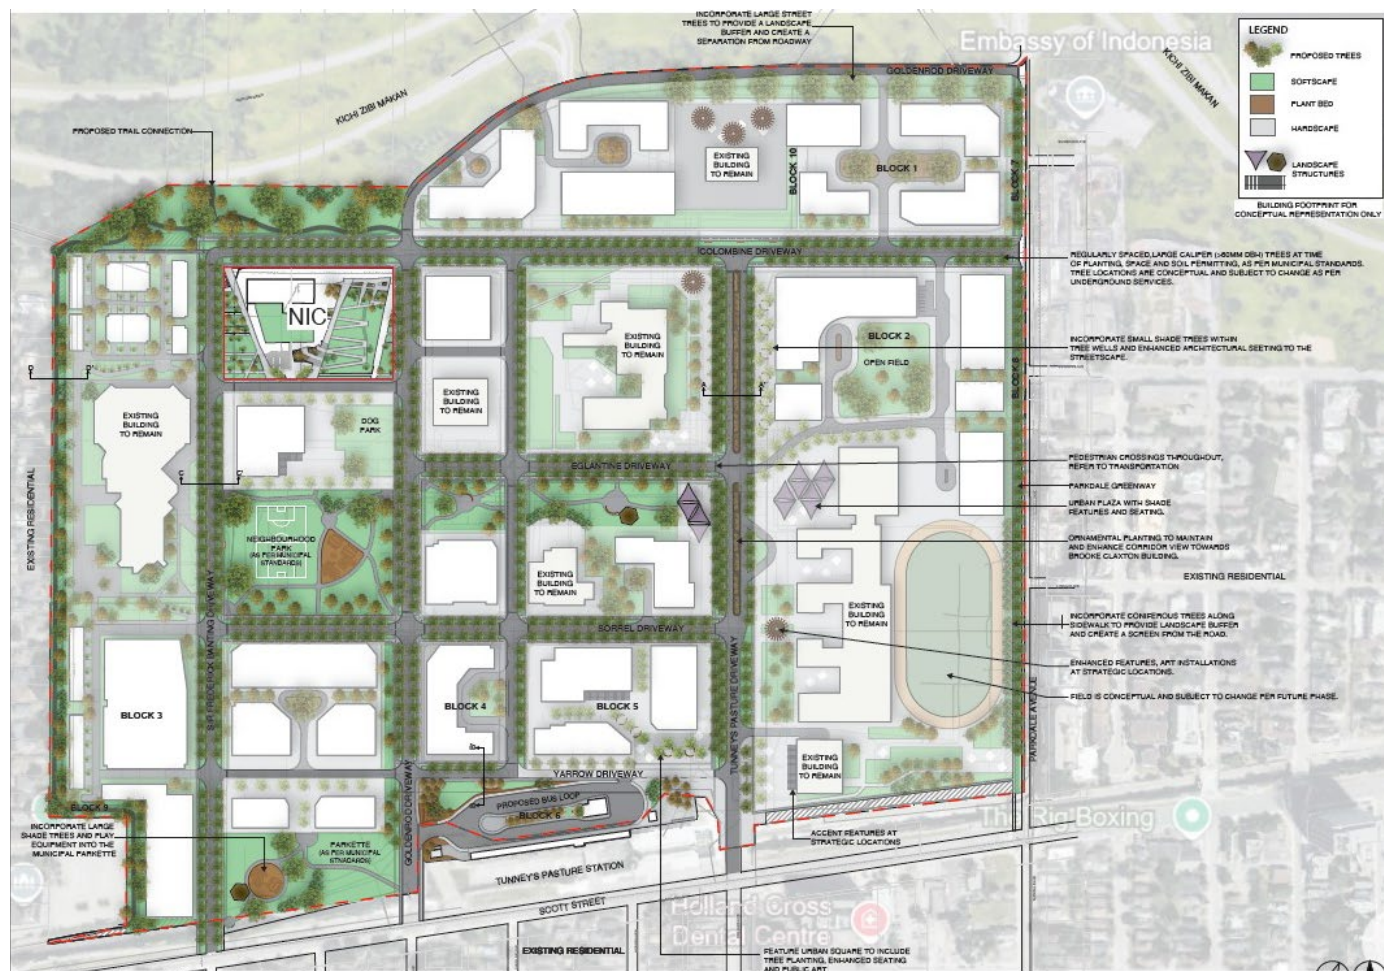 INCORPORATE LARGE STREET
TREES TO PROVIDE A LANDSCAPE
BUFFER AND CREATE A
SEPARATION FROM ROADWAY
Embassy of Indonesia
KICHI ZIBI MAKAN
GOLDENROD DRIVEWAY
LEGEND
PROPOSED TREES
SOFTSCAPE
PLANT BED
HARDSCAPE
LANDSCAPE
STRUCTURES
BUILDING FOOTPRINT FOR
CONCEPTUAL REPRESENTATION ONLY
KICHI ZIBI MAKAN
PROPOSED TRAIL CONNECTION
EXISTING
BUILDING
TO REMAIN
BLOCK 10
BLOCK 1
BLOCK 7
COLOMBINE DRIVEWAY
REGULARLY SPACED,LARGE CALIPER (>60MM DBH) TREES AT TIME
OF PLANTING, SPACE AND SOIL PERMITTING, AS PER MUNICIPAL STANDARDS.
TREE LOCATIONS ARE CONCEPTUAL AND SUBJECT TO CHANGE AS PER
UNDERGROUND SERVICES.
NIC
EXISTING
BUILDING
TO REMAIN
BLOCK 2
OPEN FIELD
BLOCK 8
INCORPORATE SMALL SHADE TREES WITHIN
TREE WELLS AND ENHANCED ARCHITECTURAL SEETING TO THE
STREETSCAPE.
EXISTING
BUILDING
TO REMAIN
EXISTING
BUILDING
TO REMAIN
DOG
PARK
EXISTING RESIDENTIAL
EGLANTINE DRIVEWAY
PEDESTRIAN CROSSINGS THROUGHOUT,
REFER TO TRANSPORTATION
PARKDALE GREENWAY
URBAN PLAZA WITH SHADE
FEATURES AND SEATING.
NEIGHBOURHOOD
PARK
(AS PER MUNICIPAL
STANDARDS)
ORNAMENTAL PLANTING TO MAINTAIN
AND ENHANCE CORRIDOR VIEW TOWARDS
BROOKE CLAXTON BUILDING.
EXISTING
BUILDING
TO REMAIN
EXISTING RESIDENTIAL
EXISTING
BUILDING
TO REMAIN
SIR FREDERICK BANTING DRIVEWAY
SORREL DRIVEWAY
INCORPORATE CONIFEROUS TREES ALONG
SIDEWALK TO PROVIDE LANDSCAPE BUFFER
AND CREATE A SCREEN FROM THE ROAD.
ENHANCED FEATURES, ART INSTALLATIONS
AT STRATEGIC LOCATIONS.
FIELD IS CONCEPTUAL AND SUBJECT TO CHANGE PER FUTURE PHASE.
TUNNEY'S PASTURE DRIVEWAY
PARKDALE AVENUE
BLOCK 3
BLOCK 4
BLOCK 5
EXISTING
BUILDING
TO REMAIN
YARROW DRIVEWAY
PROPOSED BUS LOOP
BLOCK 6
GOLDENROD DRIVEWAY
BLOCK 9
INCORPORATE LARGE
SHADE TREES AND PLAY
EQUIPMENT INTO THE
MUNICIPAL PARKETTE
PARKETTE
(AS PER MUNICIPAL
STNADARDS)
ACCENT FEATURES AT
STRATEGIC LOCATIONS
The Rig Boxing
TUNNEY'S PASTURE STATION
SCOTT STREET
Holland Cross
Dental Centre
EXISTING RESIDENTIAL
FEATURE URBAN SQUARE TO INCLUDE
TREE PLANTING, ENHANCED SEATING
AND PUBLIC ART